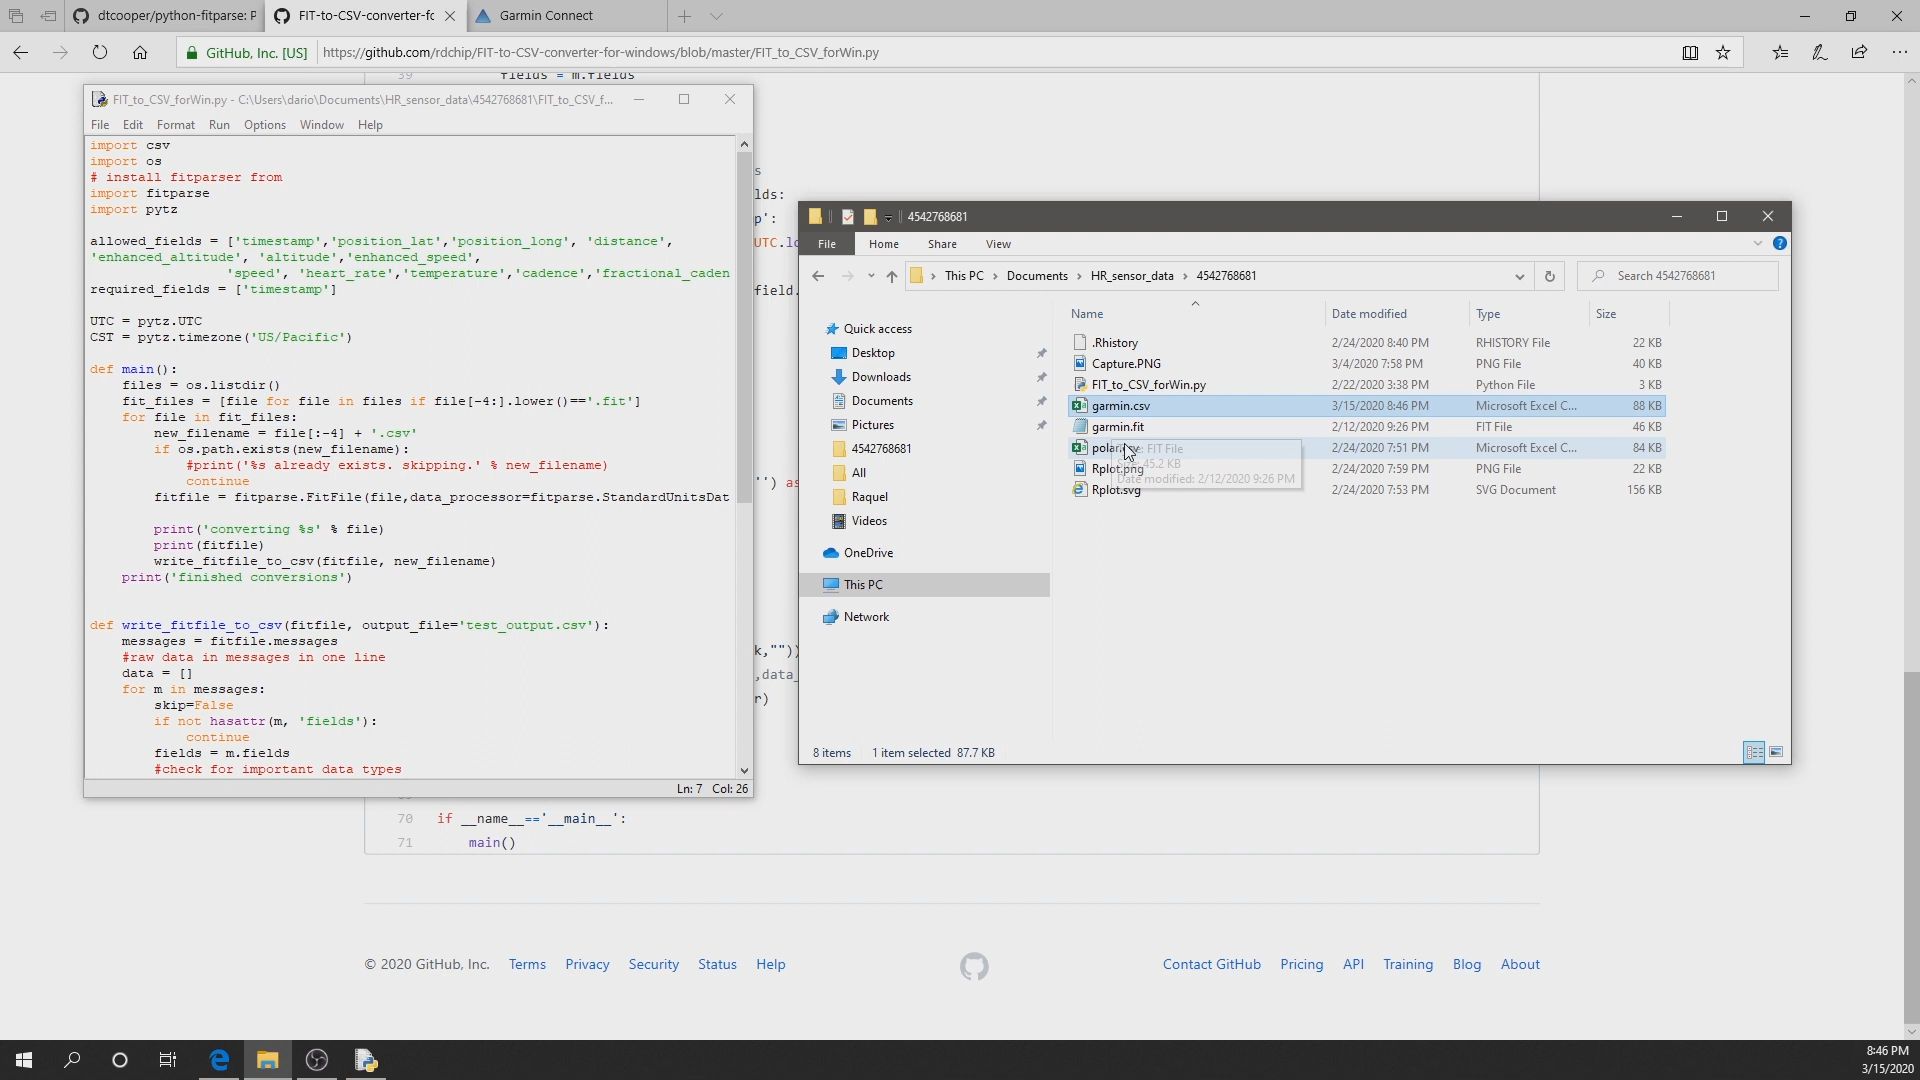 dtcooper/python-fitparse: P
FIT-to-CSV-converter-fc
Garmin Connect
GitHub, Inc. [US]
https://github.com/rdchip/FIT-to-CSV-converter-for-windows/blob/master/FIT_to_CSV_forWin.py
39 fields = m.fields
FIT_to_CSV_forWin.py - C:\Users\dario\Documents\HR_sensor_data\4542768681\FIT_to_CSV_f...
File Edit Format Run Options Window Help
import csv
import os
# install fitparser from
import fitparse
import pytz
allowed_fields = ['timestamp','position_lat','position_long', 'distance',
'enhanced_altitude', 'altitude','enhanced_speed',
'speed', 'heart_rate','temperature','cadence','fractional_caden
required_fields = ['timestamp']
UTC = pytz.UTC
CST = pytz.timezone('US/Pacific')
def main():
files = os.listdir()
fit_files = [file for file in files if file[-4:].lower()=='.fit']
for file in fit_files:
new_filename = file[:-4] + '.csv'
if os.path.exists(new_filename):
#print('%s already exists. skipping.' % new_filename)
continue
fitfile = fitparse.FitFile(file,data_processor=fitparse.StandardUnitsDat
print('converting %s' % file)
print(fitfile)
write_fitfile_to_csv(fitfile, new_filename)
print('finished conversions')
def write_fitfile_to_csv(fitfile, output_file='test_output.csv'):
messages = fitfile.messages
#raw data in messages in one line
data = []
for m in messages:
skip=False
if not hasattr(m, 'fields'):
continue
fields = m.fields
#check for important data types
Ln: 7 Col: 26
s
lds:
p':
UTC.lo
field.
'') as
k,""))
,data_
r)
4542768681
File Home Share View
This PC > Documents > HR_sensor_data > 4542768681
Search 4542768681
Quick access
Desktop
Downloads
Documents
Pictures
4542768681
All
Raquel
Videos
OneDrive
This PC
Network
Name Date modified Type Size
.Rhistory 2/24/2020 8:40 PM RHISTORY File 22 KB
Capture.PNG 3/4/2020 7:58 PM PNG File 40 KB
FIT_to_CSV_forWin.py 2/22/2020 3:38 PM Python File 3 KB
garmin.csv 3/15/2020 8:46 PM Microsoft Excel C... 88 KB
garmin.fit 2/12/2020 9:26 PM FIT File 46 KB
2/24/2020 7:51 PM Microsoft Excel C... 84 KB
Rplot.png 2/24/2020 7:59 PM PNG File 22 KB
Rplot.svg 2/24/2020 7:53 PM SVG Document 156 KB
FIT File
45.2 KB
Date modified: 2/12/2020 9:26 PM
8 items 1 item selected 87.7 KB
70 if __name__=='__main__':
71 main()
© 2020 GitHub, Inc. Terms Privacy Security Status Help
Contact GitHub Pricing API Training Blog About
8:46 PM
3/15/2020